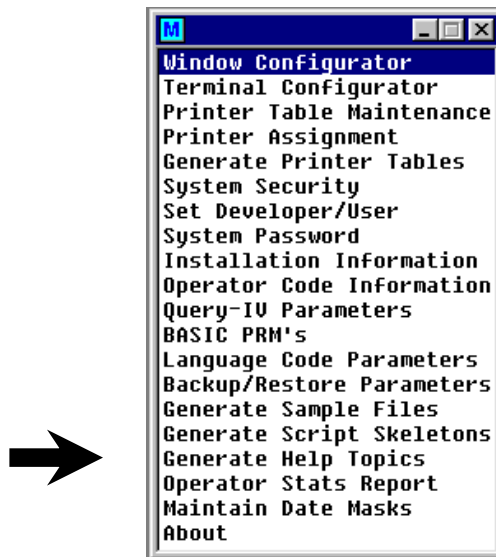 M
Window Configurator
Terminal Configurator
Printer Table Maintenance
Printer Assignment
Generate Printer Tables
System Security
Set Developer/User
System Password
Installation Information
Operator Code Information
Query-IV Parameters
BASIC PRM's
Language Code Parameters
Backup/Restore Parameters
Generate Sample Files
Generate Script Skeletons
Generate Help Topics
Operator Stats Report
Maintain Date Masks
About